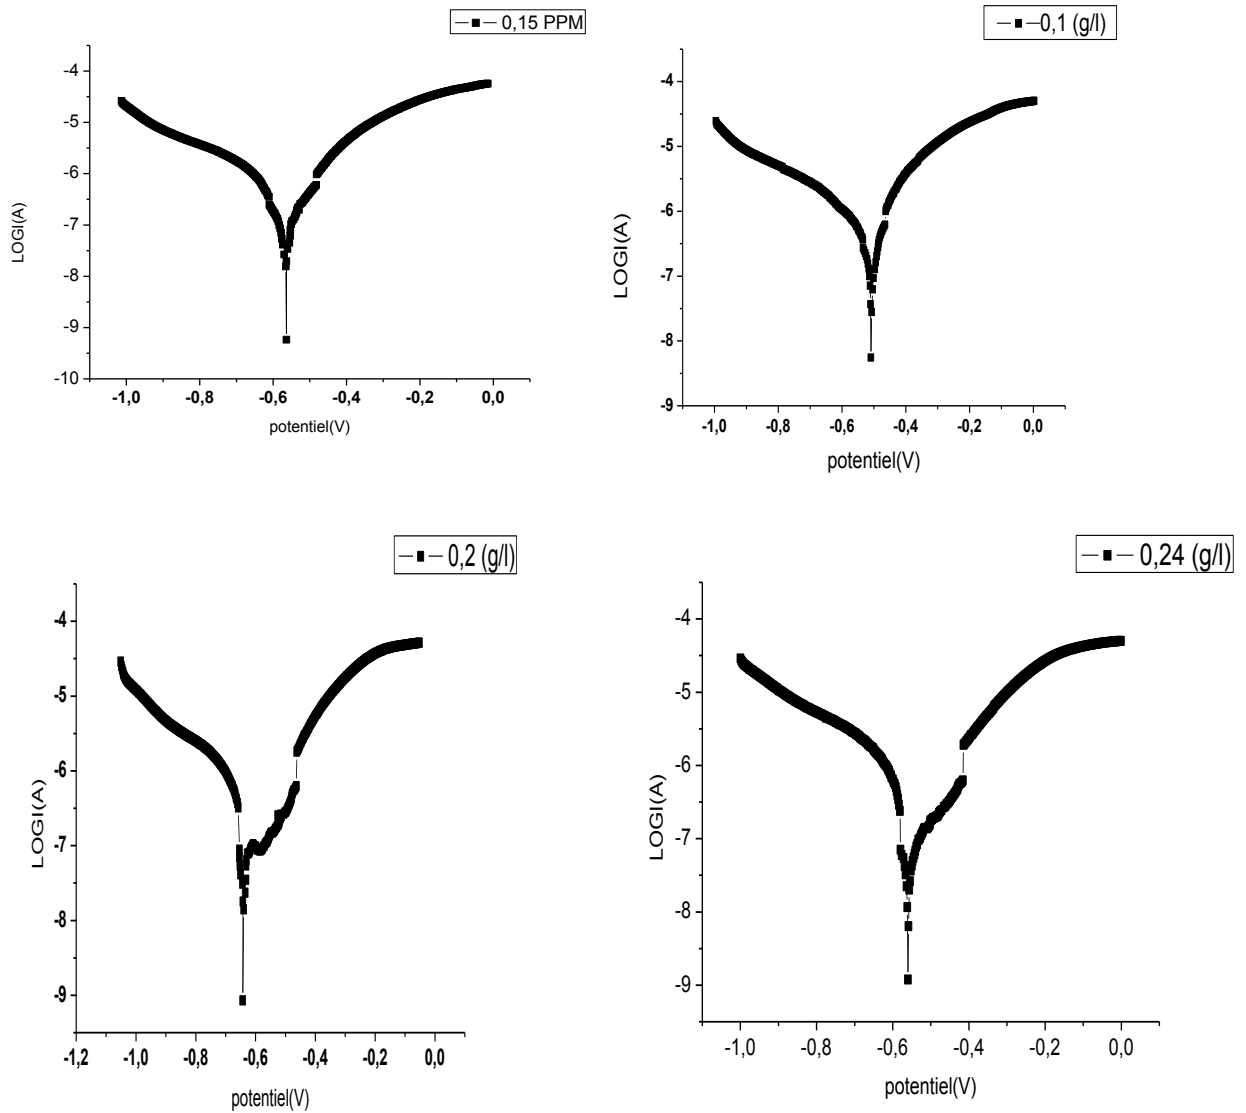 0,15 PPM
-4
-5
-6
-7
-8
-9
-10
LOGI(A)
-1,0 -0,8 -0,6 -0,4 -0,2 0,0
potentiel(V)
0,1 (g/l)
-4
-5
-6
-7
-8
-9
LOGI(A)
-1,0 -0,8 -0,6 -0,4 -0,2 0,0
potentiel(V)
0,2 (g/l)
-4
-5
-6
-7
-8
-9
LOGI(A)
-1,2 -1,0 -0,8 -0,6 -0,4 -0,2 0,0
potentiel(V)
0,24 (g/l)
-4
-5
-6
-7
-8
-9
LOGI(A)
-1,0 -0,8 -0,6 -0,4 -0,2 0,0
potentiel(V)